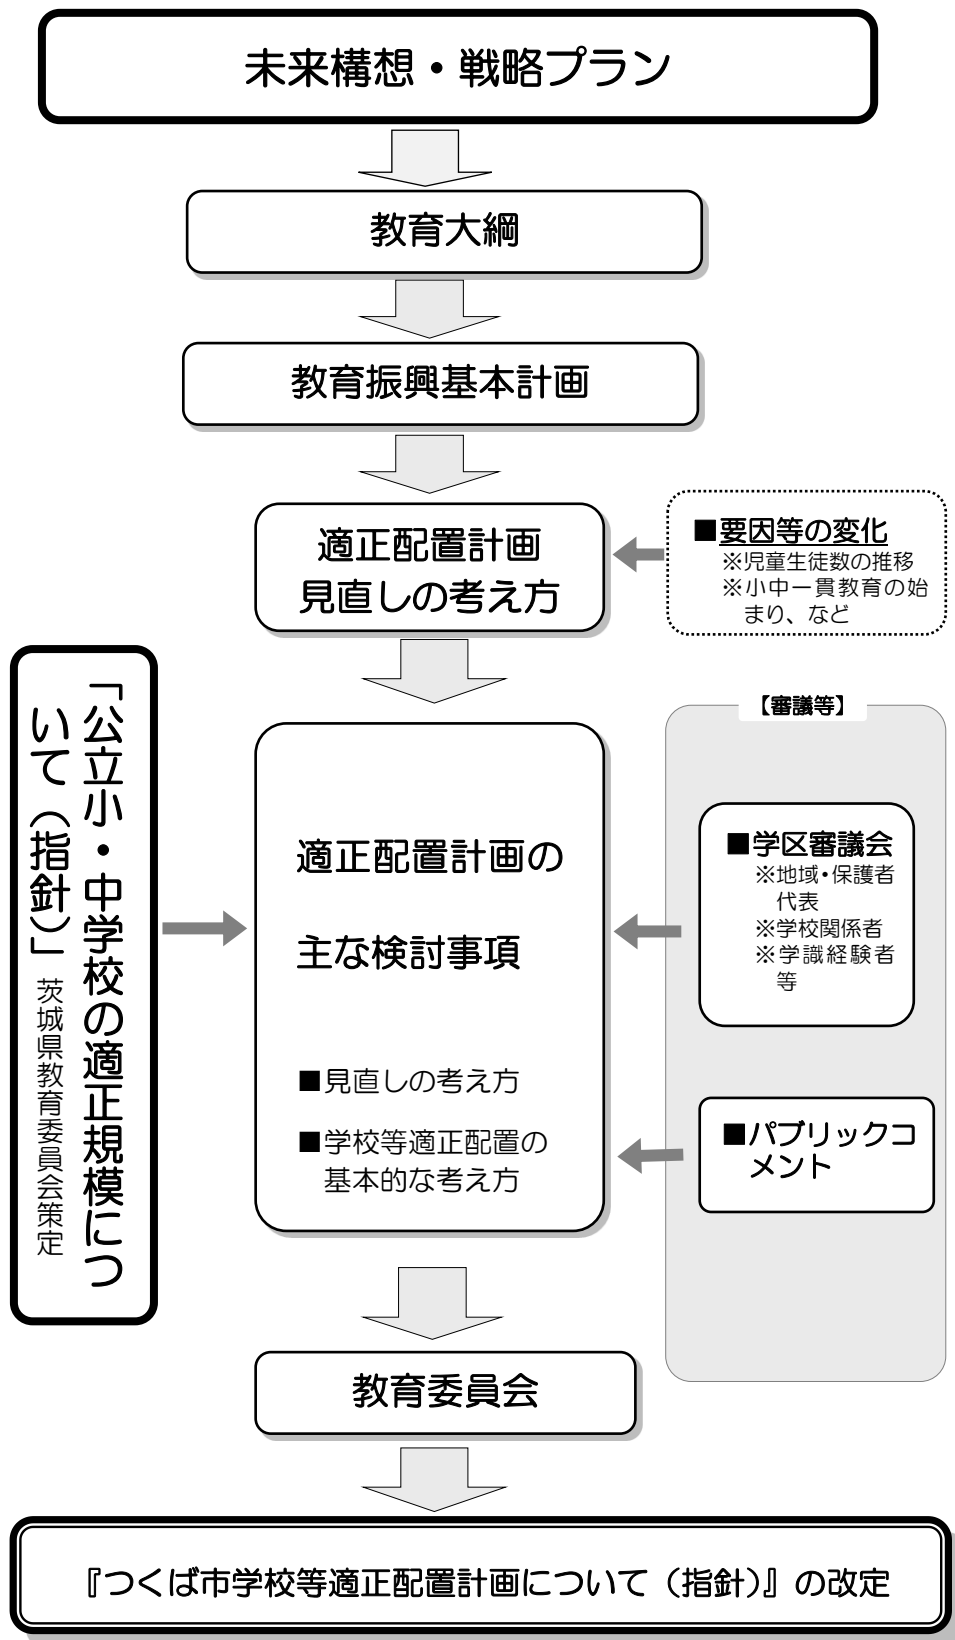 未来構想・戦略プラン
教育大綱
教育振興基本計画
適正配置計画
見直しの考え方
■要因等の変化
※児童生徒数の推移
※小中一貫教育の始
まり、など
「公立小・中学校の適正規模につ
いて（指針）」茨城県教育委員会策定
適正配置計画の
主な検討事項
■見直しの考え方
■学校等適正配置の
基本的な考え方
【審議等】
■学区審議会
※地域・保護者
代表
※学校関係者
※学識経験者
等
■パブリックコ
メント
教育委員会
『つくば市学校等適正配置計画について（指針）』の改定